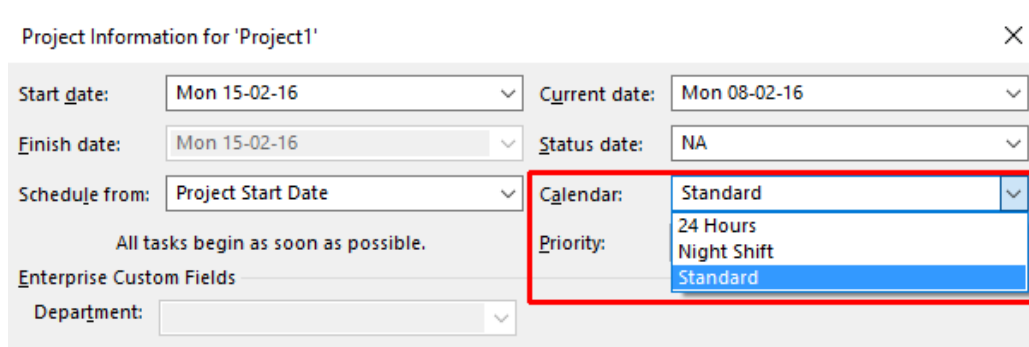 Project Information for 'Project1'
Start date: Mon 15-02-16 Current date: Mon 08-02-16
Finish date: Mon 15-02-16 Status date: NA
Schedule from: Project Start Date Calendar: Standard
24 Hours
All tasks begin as soon as possible. Priority: Night Shift
Enterprise Custom Fields Standard
Department: